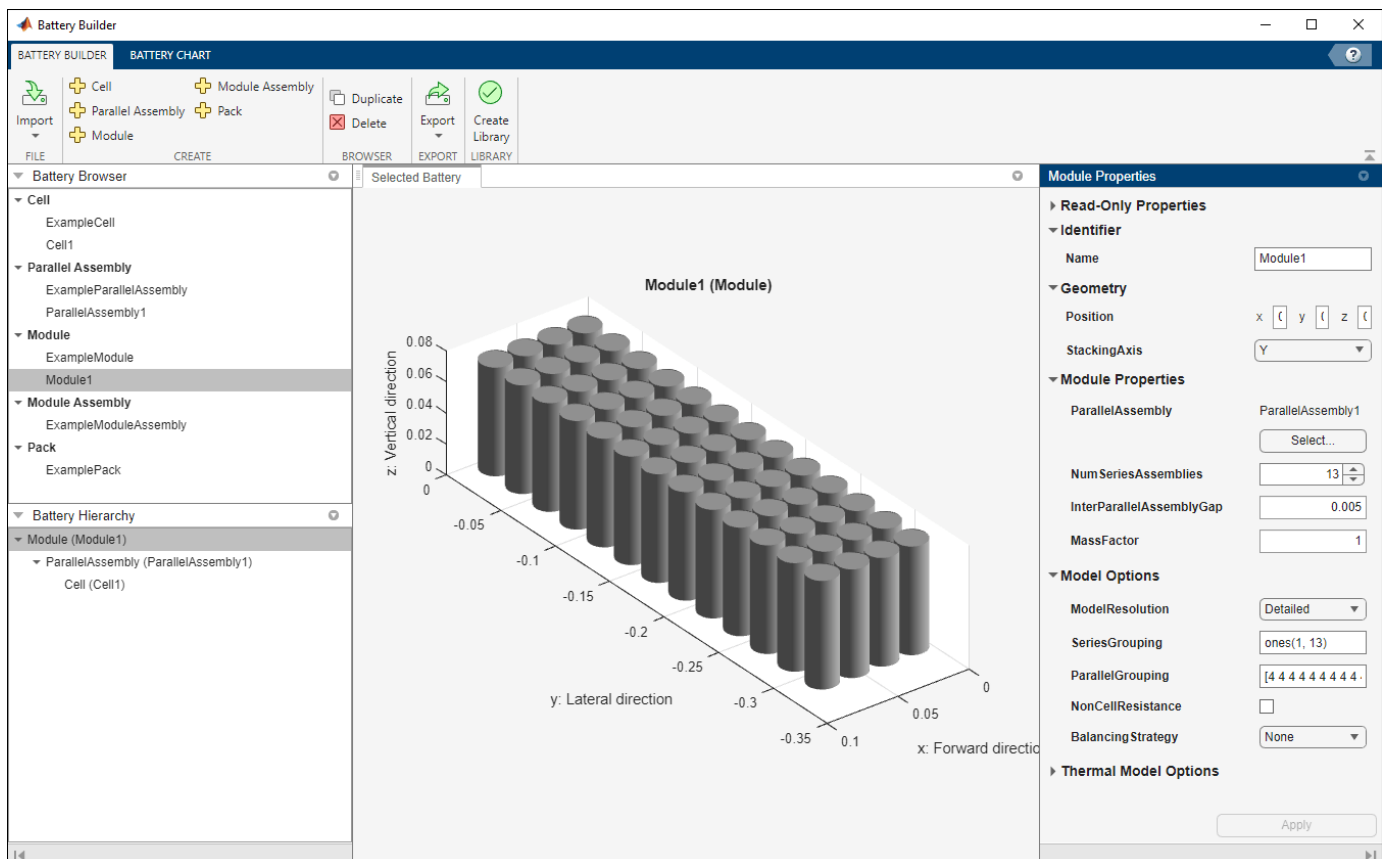 Battery Builder
BATTERY BUILDER BATTERY CHART ?
Import
Cell
Parallel Assembly
Module
Module Assembly
Pack
Duplicate
Delete
Export
Create
Library
FILE CREATE BROWSER EXPORT LIBRARY
Battery Browser
Cell
ExampleCell
Cell1
Parallel Assembly
ExampleParallelAssembly
ParallelAssembly1
Module
ExampleModule
Module1
Module Assembly
ExampleModuleAssembly
Pack
ExamplePack
Battery Hierarchy
Module (Module1)
ParallelAssembly (ParallelAssembly1)
Cell (Cell1)
Selected Battery
Module1 (Module)
z: Vertical direction
0.08
0.06
0.04
0.02
0
0
-0.05
-0.1
-0.15
-0.2
-0.25
-0.3
-0.35
y: Lateral direction
0.1
0.05
0
x: Forward directio
Module Properties
Read-Only Properties
Identifier
Name Module1
Geometry
Position x y z
StackingAxis Y
Module Properties
ParallelAssembly ParallelAssembly1
Select...
NumSeriesAssemblies 13
InterParallelAssemblyGap 0.005
MassFactor 1
Model Options
ModelResolution Detailed
SeriesGrouping ones(1, 13)
ParallelGrouping [4 4 4 4 4 4 4 4 4
NonCellResistance
BalancingStrategy None
Thermal Model Options
Apply